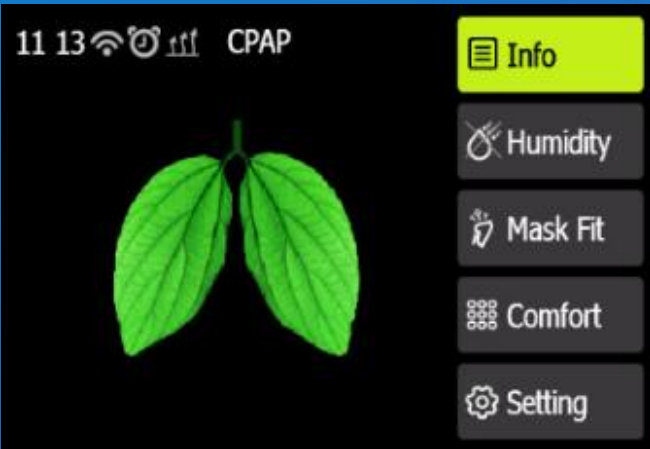 11 13 CPAP
Info
Humidity
Mask Fit
Comfort
Setting